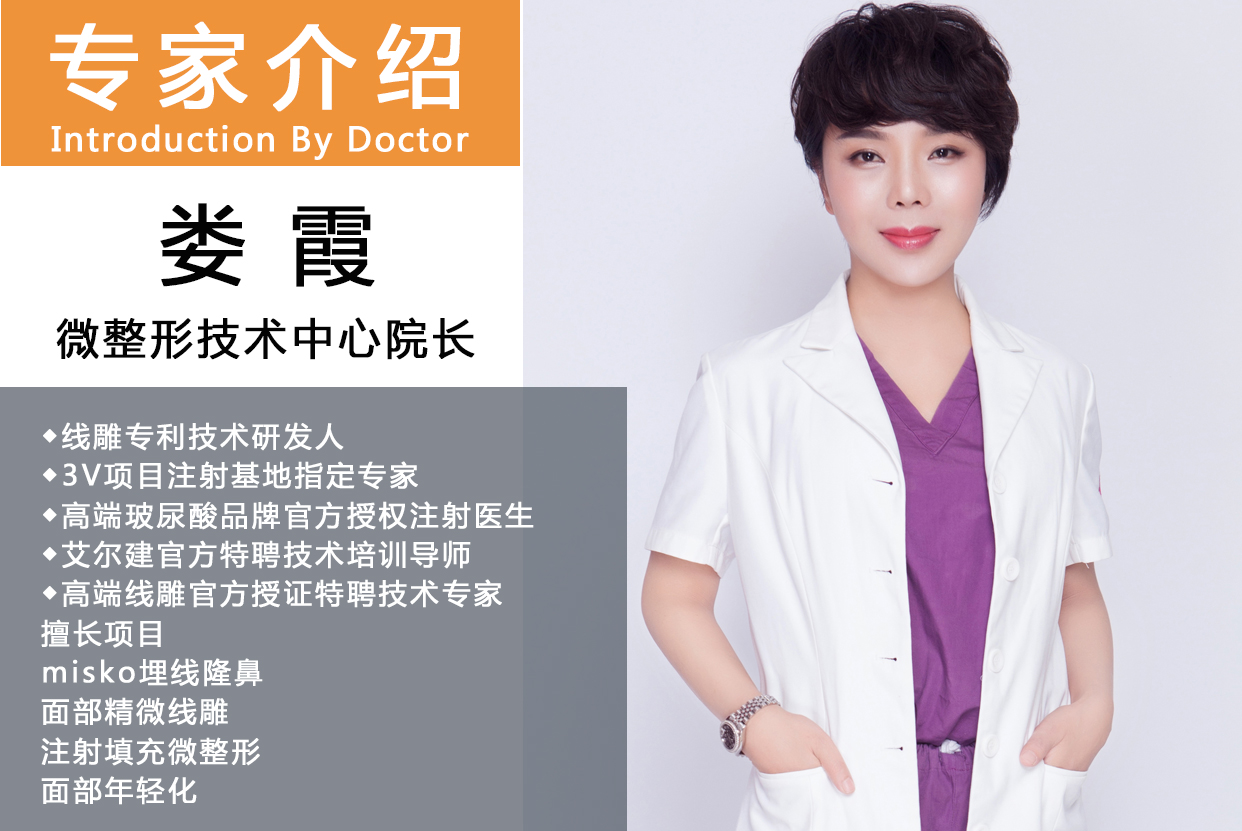 专家介绍
Introduction By Doctor
娄霞
微整形技术中心院长
◆线雕专利技术研发人
◆3V项目注射基地指定专家
◆高端玻尿酸品牌官方授权注射医生
◆艾尔建官方特聘技术培训导师
◆高端线雕官方授证特聘技术专家
擅长项目
misko埋线隆鼻
面部精微线雕
注射填充微整形
面部年轻化